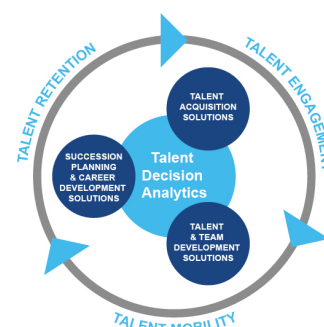 TALENT RETENTION
TALENT ENGAGEMENT
TALENT
ACQUISITION
SOLUTIONS
SUCCESSION
PLANNING
& CAREER
DEVELOPMENT
SOLUTIONS
Talent
Decision
Analytics
TALENT
& TEAM
DEVELOPMENT
SOLUTIONS
TALENT MOBILITY